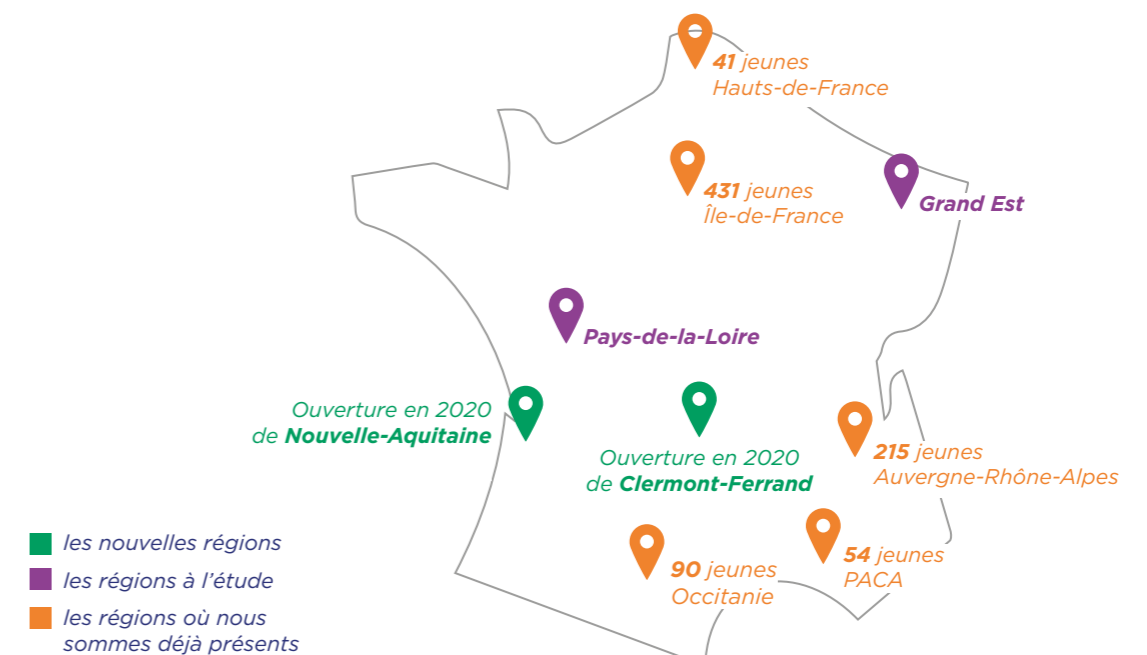 41 jeunes
Hauts-de-France
431 jeunes
Île-de-France
Grand Est
Pays-de-la-Loire
Ouverture en 2020
de Nouvelle-Aquitaine
Ouverture en 2020
de Clermont-Ferrand
215 jeunes
Auvergne-Rhône-Alpes
90 jeunes
Occitanie
54 jeunes
PACA
les nouvelles régions
les régions à l’étude
les régions où nous
sommes déjà présents